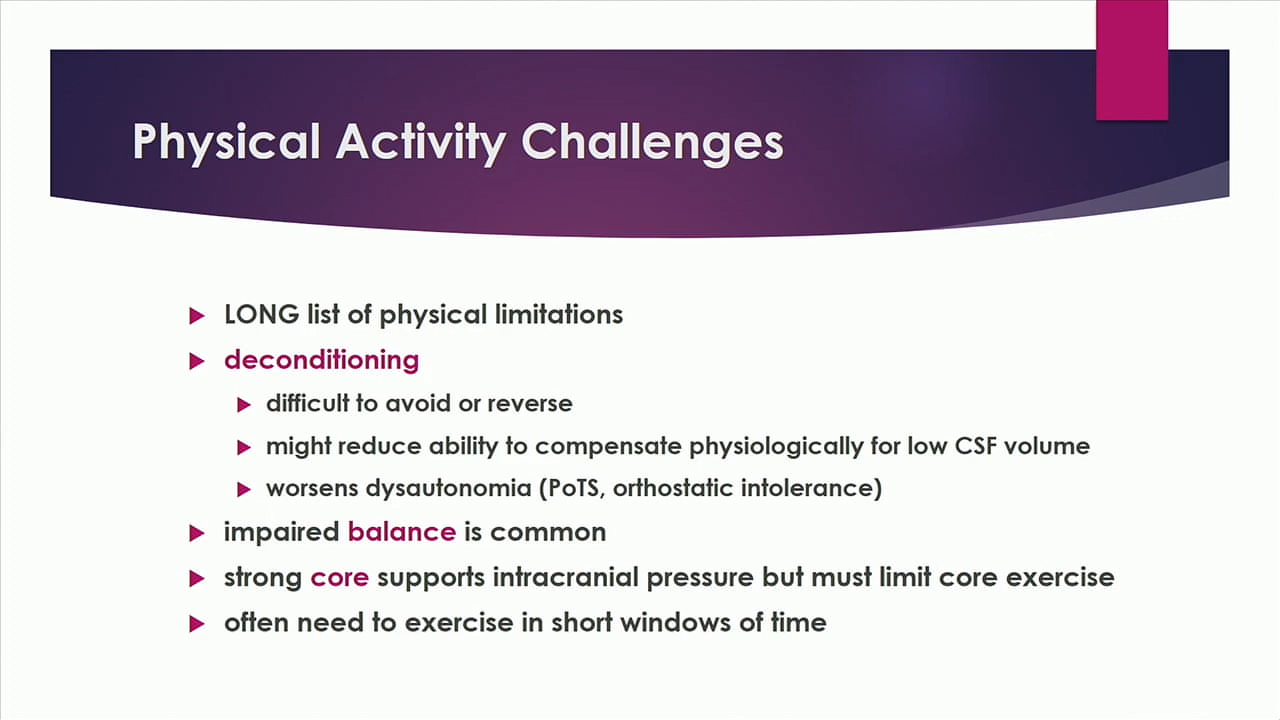 Physical Activity Challenges
LONG list of physical limitations
deconditioning
difficult to avoid or reverse
might reduce ability to compensate physiologically for low CSF volume
worsens dysautonomia (PoTS, orthostatic intolerance)
impaired balance is common
strong core supports intracranial pressure but must limit core exercise
often need to exercise in short windows of time